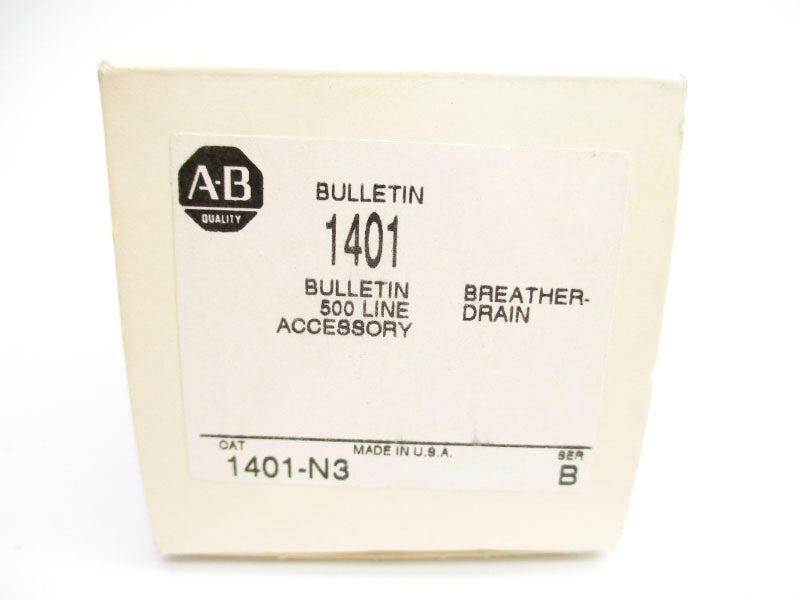 A-B
QUALITY
BULLETIN
1401
BULLETIN
500 LINE
ACCESSORY
BREATHER-
DRAIN
CAT
MADE IN U.S.A.
SER
1401-N3
B